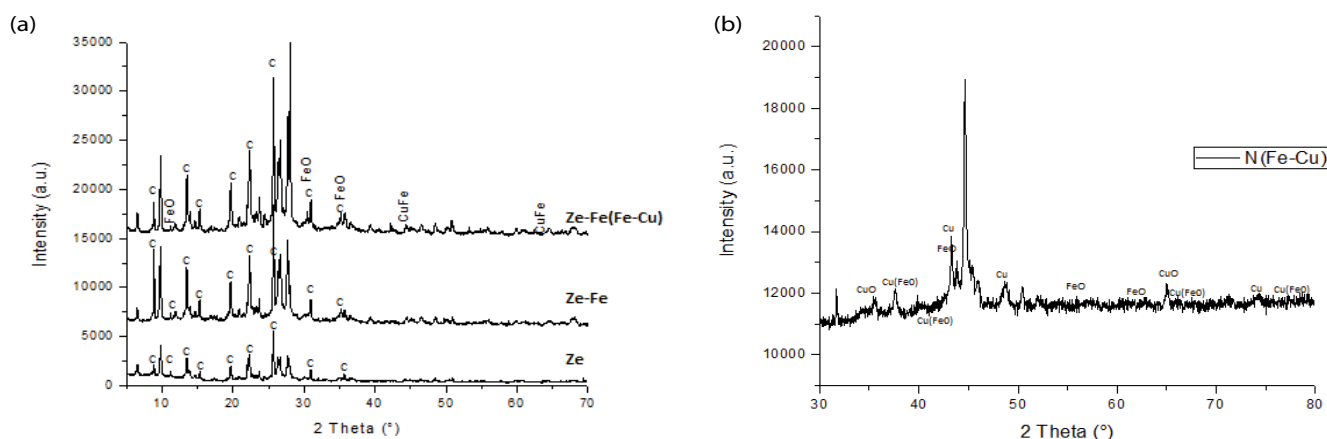 (a)
35000
30000
25000
20000
15000
10000
5000
0
Intensity (a.u.)
C
C
FeO
C
C
C
C
FeO
C
FeO
C
CuFe
CuFe
Ze-Fe(Fe-Cu)
C
C
C
C
C
C
C
C
C
Ze-Fe
C
C
C
C
C
C
C
C
C
Ze
10
20
30
40
50
60
70
2 Theta (°)
(b)
20000
18000
16000
14000
12000
10000
Intensity (a.u.)
N(Fe-Cu)
CuO
Cu(FeO)
Cu(FeO)
Cu
FeO
Cu
FeO
FeO
CuO
Cu(FeO)
Cu
Cu(FeO)
30
40
50
60
70
80
2 Theta (°)